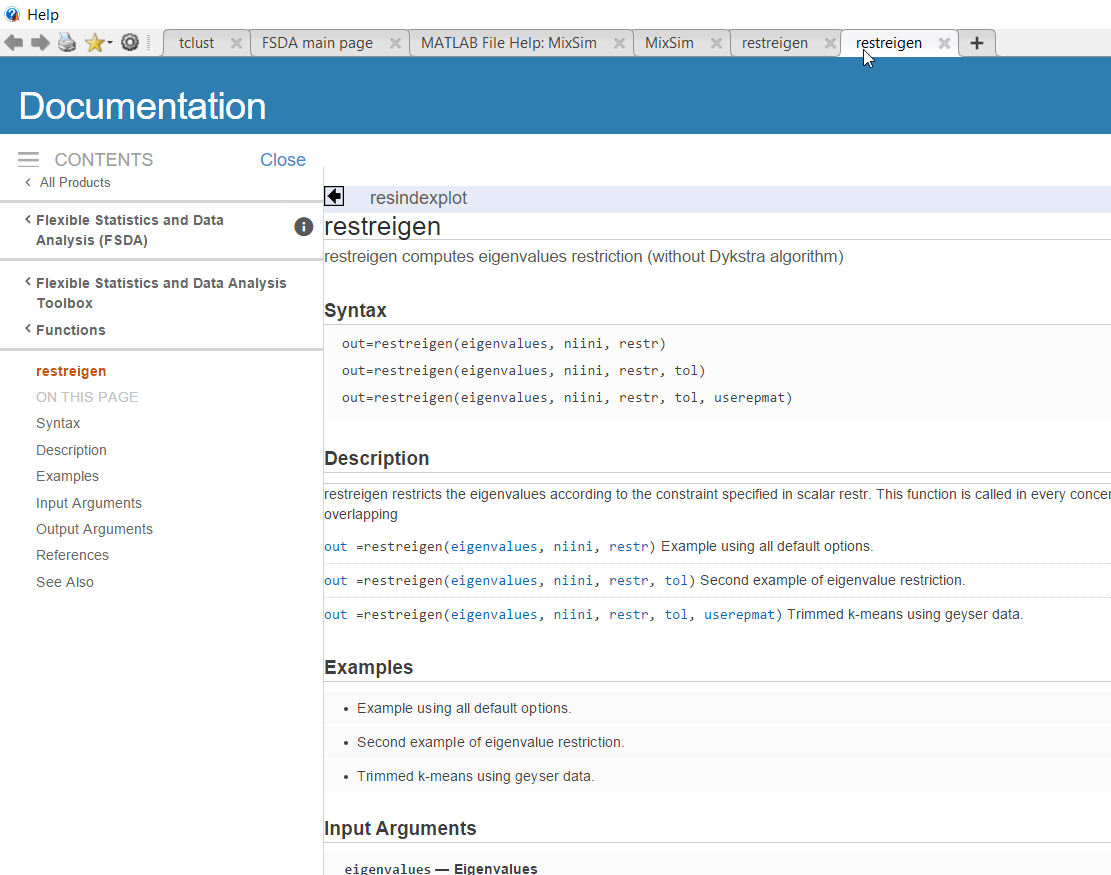 Help
tclust
FSDA main page
MATLAB File Help: MixSim
MixSim
restreigen
restreigen
Documentation
CONTENTS
Close
All Products
Flexible Statistics and Data
Analysis (FSDA)
Flexible Statistics and Data Analysis
Toolbox
Functions
restreigen
ON THIS PAGE
Syntax
Description
Examples
Input Arguments
Output Arguments
References
See Also
resindexplot
restreigen
restreigen computes eigenvalues restriction (without Dykstra algorithm)
Syntax
out=restreigen(eigenvalues, niini, restr)
out=restreigen(eigenvalues, niini, restr, tol)
out=restreigen(eigenvalues, niini, restr, tol, userepmat)
Description
restreigen restricts the eigenvalues according to the constraint specified in scalar restr. This function is called in every concer
overlapping
out =restreigen(eigenvalues, niini, restr) Example using all default options.
out =restreigen(eigenvalues, niini, restr, tol) Second example of eigenvalue restriction.
out =restreigen(eigenvalues, niini, restr, tol, userepmat) Trimmed k-means using geyser data.
Examples
• Example using all default options.
• Second example of eigenvalue restriction.
• Trimmed k-means using geyser data.
Input Arguments
eigenvalues — Eigenvalues